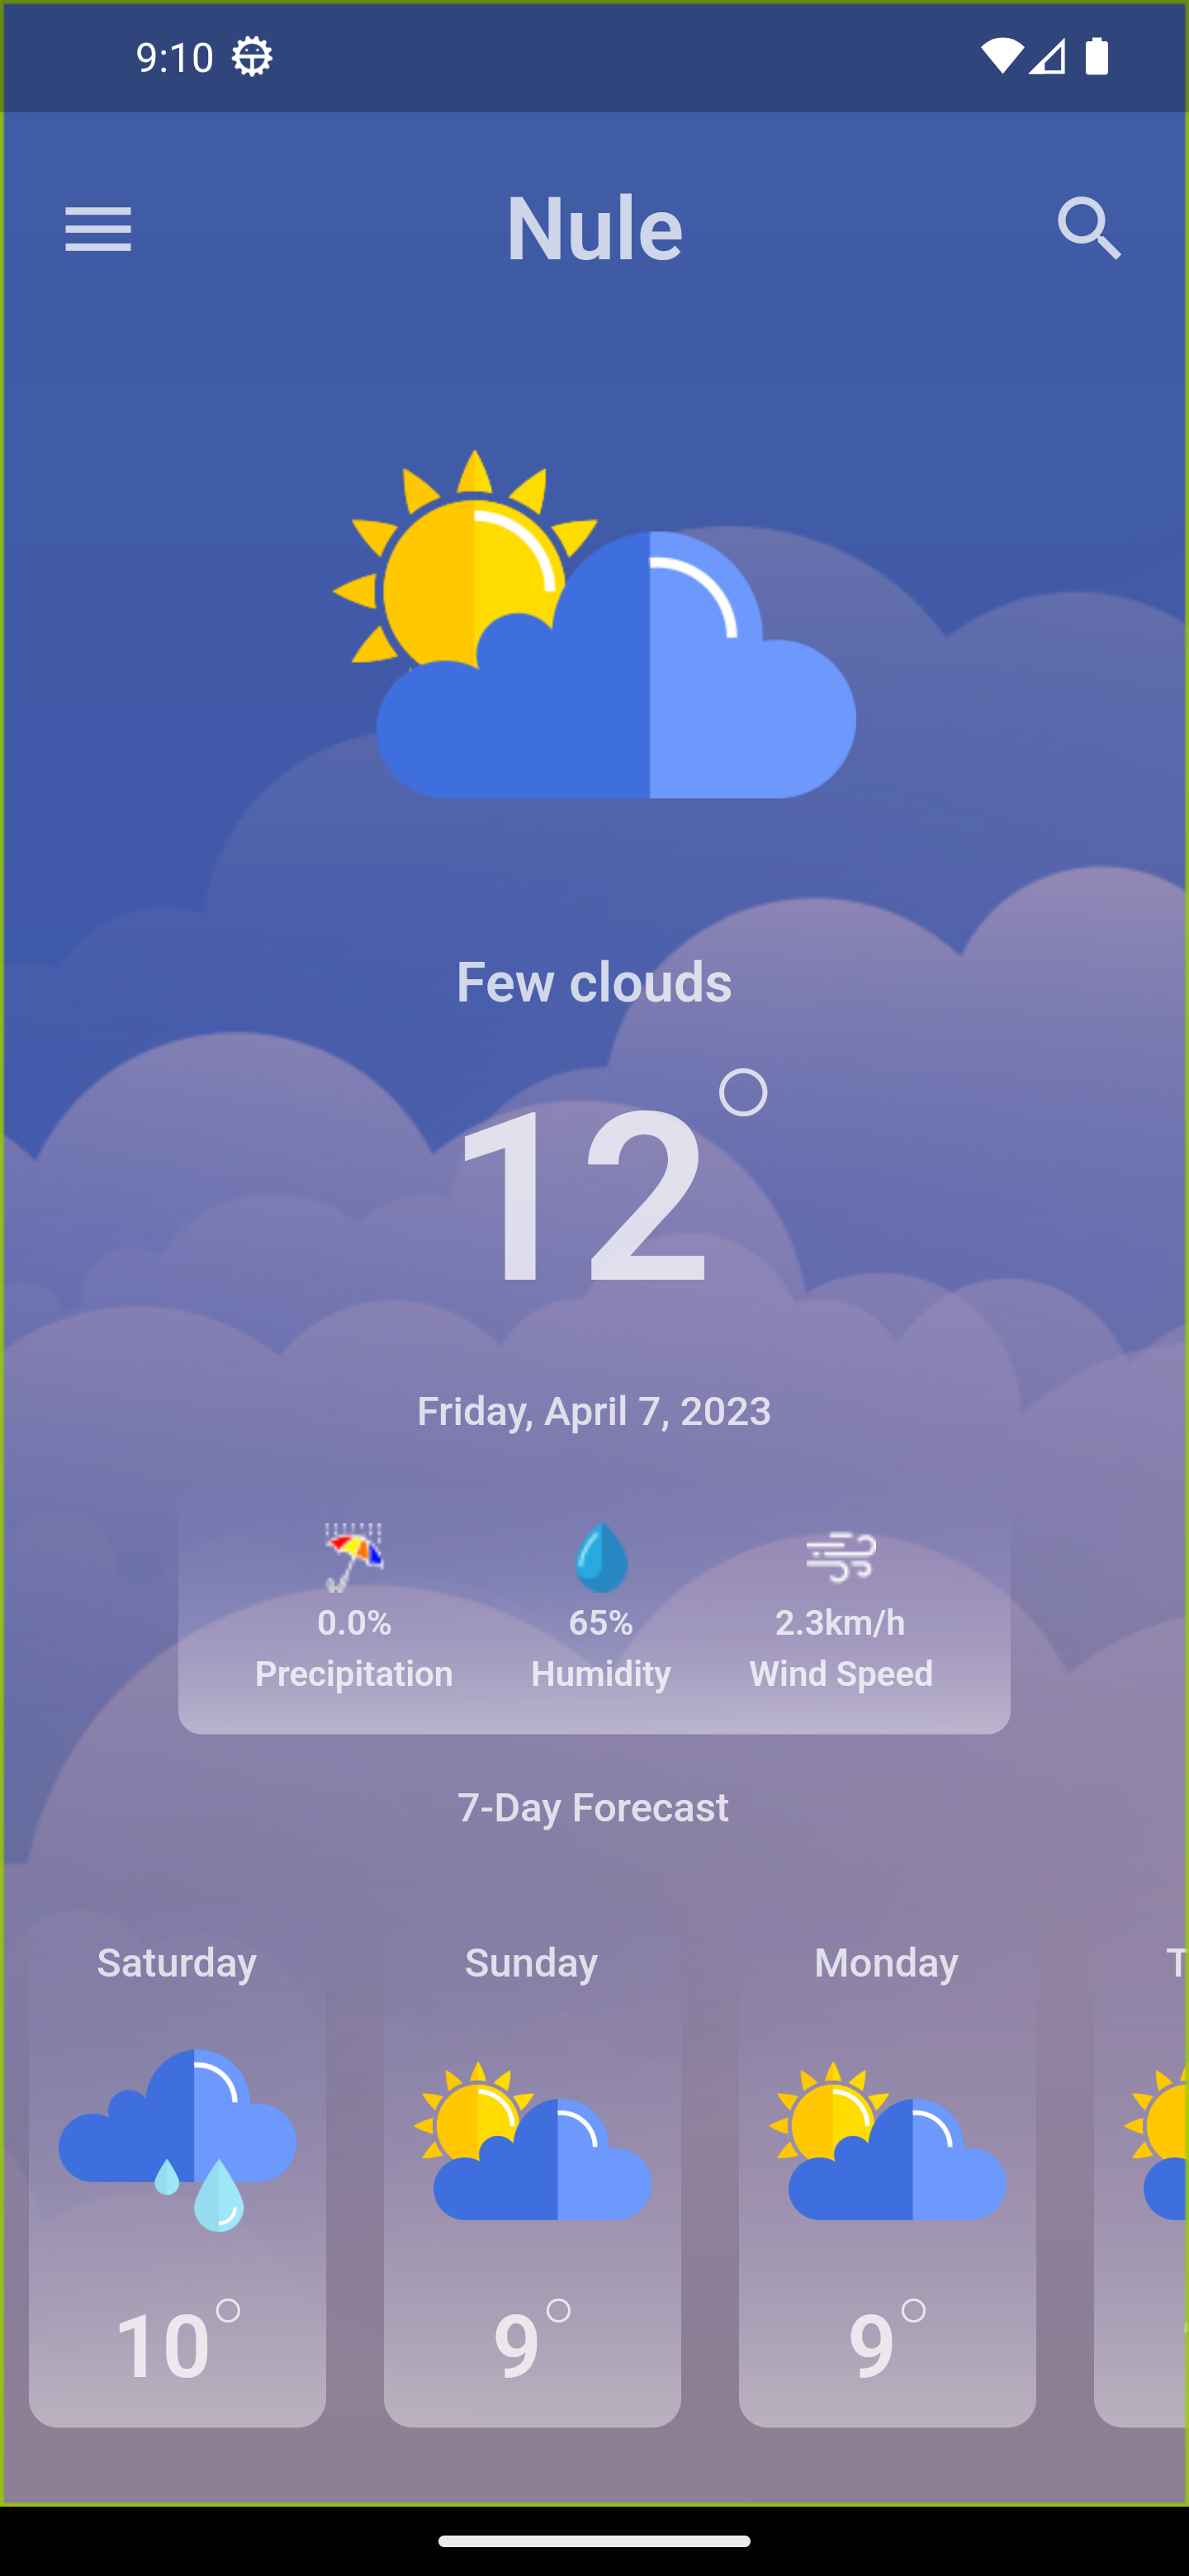 9:10
Nule
Few clouds
12°
Friday, April 7, 2023
0.0% 65% 2.3km/h
Precipitation Humidity Wind Speed
7-Day Forecast
Saturday Sunday Monday T
10° 9° 9°